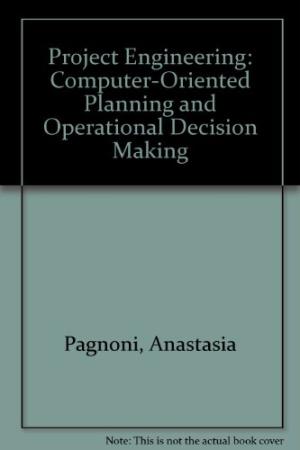 Project Engineering:
Computer-Oriented
Planning and
Operational Decision
Making
Pagnoni, Anastasia
Note: This is not the actual book cover